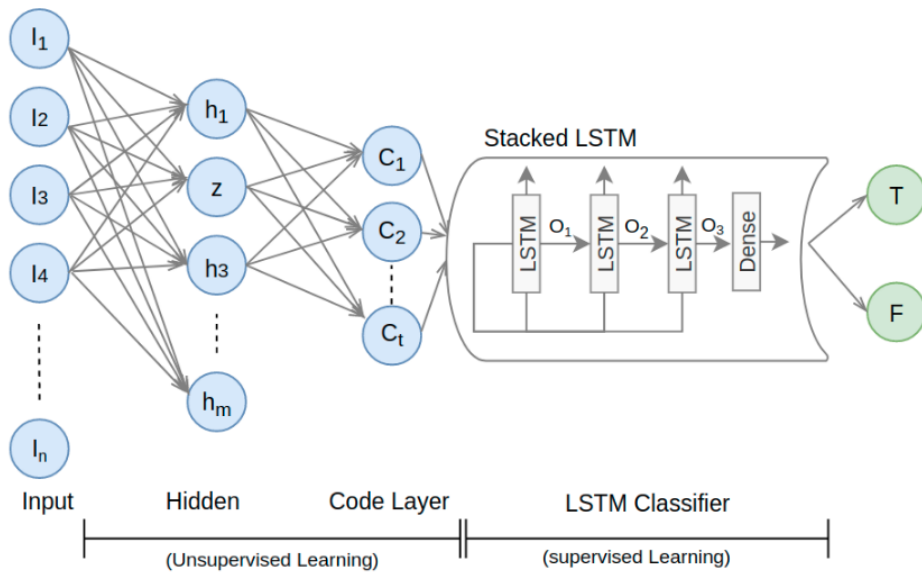 I1
I2
I3
I4
In
h1
z
h3
hm
C1
C2
Ct
Stacked LSTM
LSTM
O1
LSTM
O2
LSTM
O3
Dense
T
F
Input
Hidden
Code Layer
LSTM Classifier
(Unsupervised Learning)
(supervised Learning)